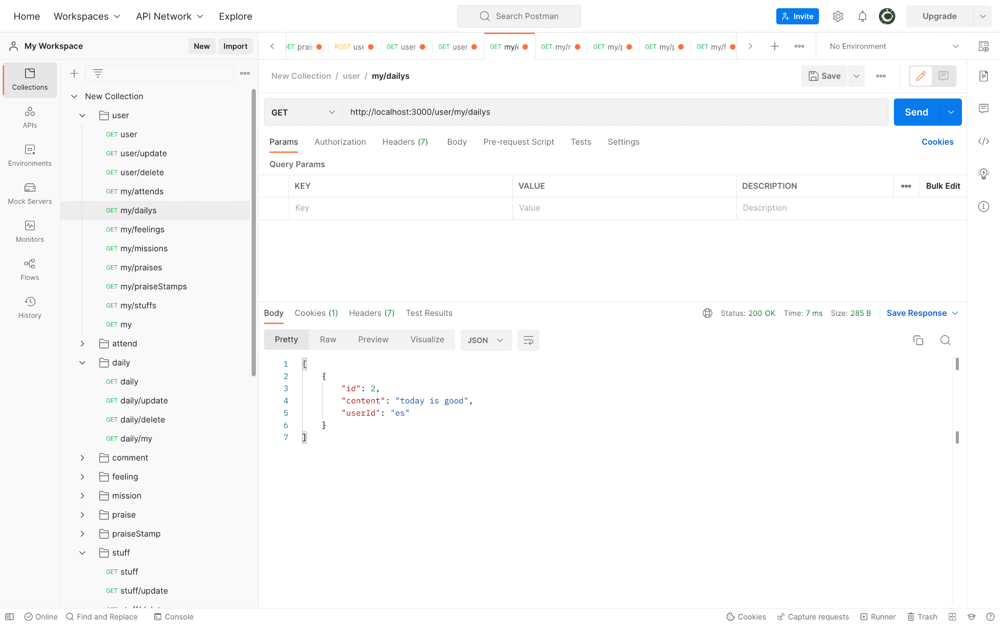 Home Workspaces API Network Explore Search Postman Invite Upgrade
My Workspace New Import
GET prais POST use GET user GET user GET my/c GET my/r GET my/p GET my/p GET my/f No Environment
Collections
APIs
Environments
Mock Servers
Monitors
Flows
History
New Collection
user
GET user
GET user/update
GET user/delete
GET my/attends
GET my/dailys
GET my/feelings
GET my/missions
GET my/praises
GET my/praiseStamps
GET my/stuffs
GET my
attend
daily
GET daily
GET daily/update
GET daily/delete
GET daily/my
comment
feeling
mission
praise
praiseStamp
stuff
GET stuff
GET stuff/update
New Collection / user / my/dailys Save
GET http://localhost:3000/user/my/dailys Send
Params Authorization Headers (7) Body Pre-request Script Tests Settings Cookies
Query Params
KEY VALUE DESCRIPTION Bulk Edit
Key Value Description
Body Cookies (1) Headers (7) Test Results Status: 200 OK Time: 7 ms Size: 285 B Save Response
Pretty Raw Preview Visualize JSON
1 [
2 {
3 "id": 2,
4 "content": "today is good",
5 "userId": "es"
6 }
7 ]
Online Find and Replace Console Cookies Capture requests Runner Trash